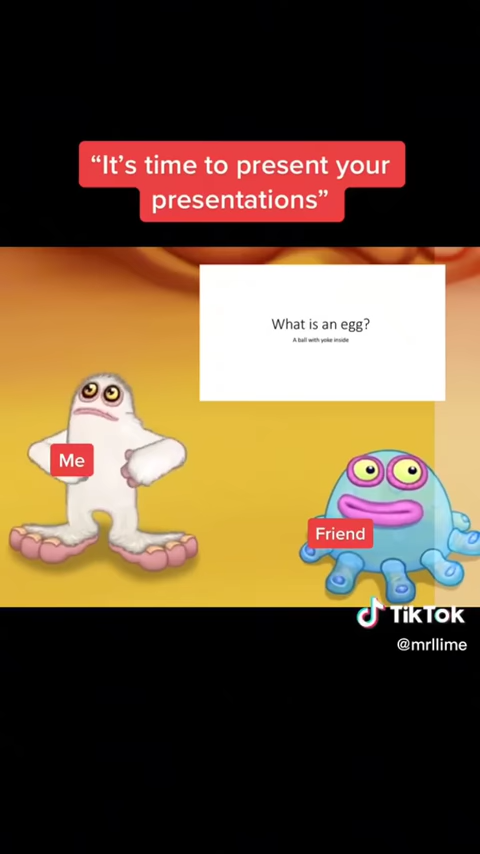 “It’s time to present your
presentations”
What is an egg?
A ball with yoke inside
Me
Friend
TikTok
@mrllime